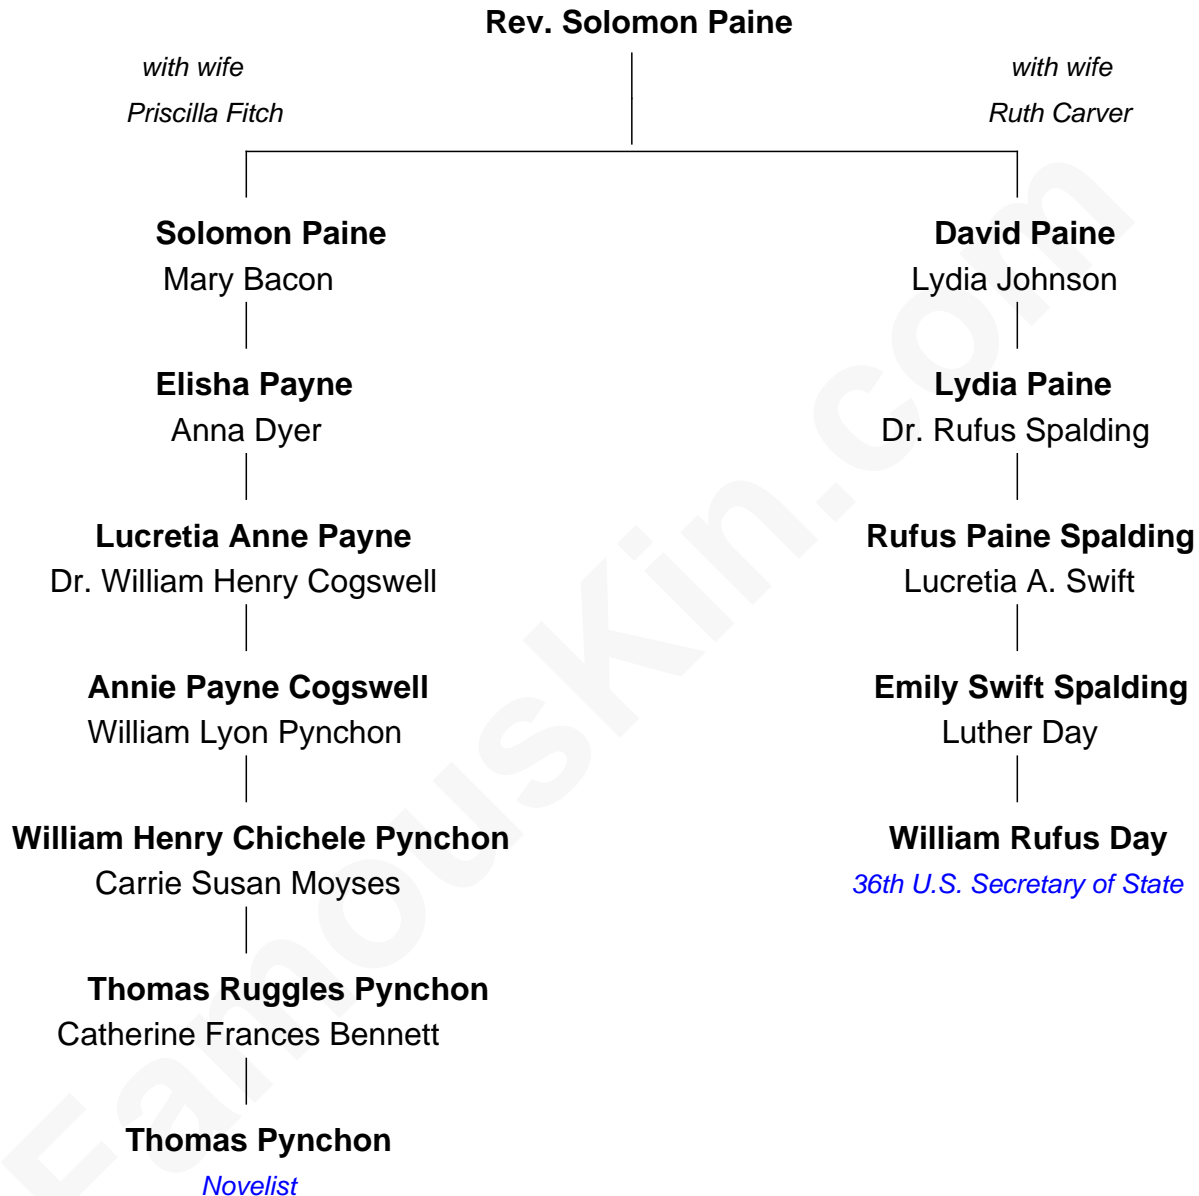 Rev. Solomon Paine
with wife
Priscilla Fitch
with wife
Ruth Carver
Solomon Paine
Mary Bacon
David Paine
Lydia Johnson
Elisha Payne
Anna Dyer
Lydia Paine
Dr. Rufus Spalding
Lucretia Anne Payne
Dr. William Henry Cogswell
Rufus Paine Spalding
Lucretia A. Swift
Annie Payne Cogswell
William Lyon Pynchon
Emily Swift Spalding
Luther Day
William Henry Chichele Pynchon
Carrie Susan Moyses
William Rufus Day
36th U.S. Secretary of State
Thomas Ruggles Pynchon
Catherine Frances Bennett
Thomas Pynchon
Novelist
FamousKin.com